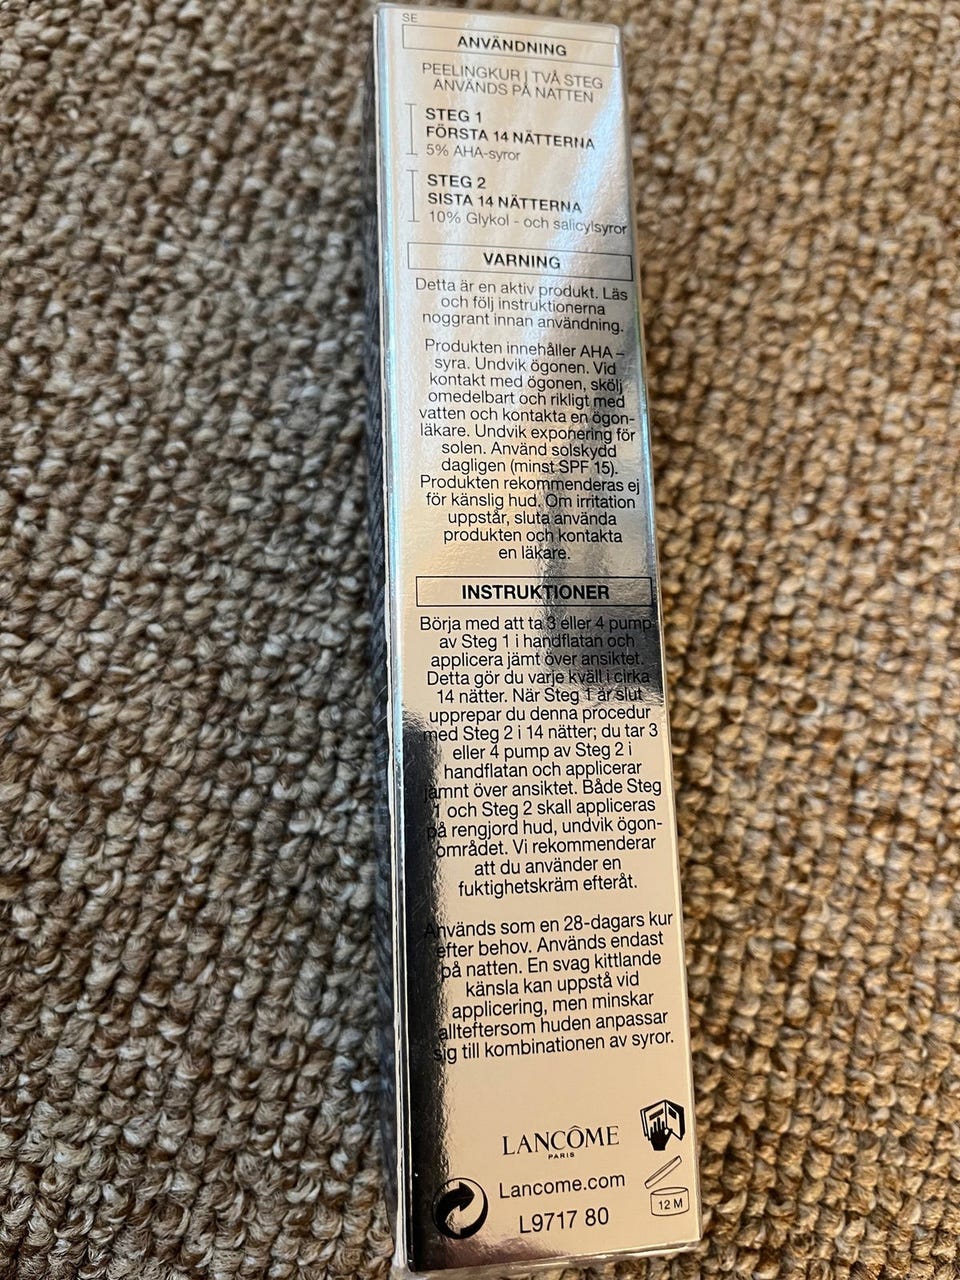 SE
ANVÄNDNING
PEELINGKUR I TVÅ STEG
ANVÄNDS PÅ NATTEN
STEG 1
FÖRSTA 14 NÄTTERNA
5% AHA-syror
STEG 2
SISTA 14 NÄTTERNA
10% Glykol - och salicylsyror
VARNING
Detta är en aktiv produkt. Läs
och följ instruktionerna
noggrant innan användning.
Produkten innehåller AHA –
syra. Undvik ögonen. Vid
kontakt med ögonen, skölj
omedelbart och rikligt med
vatten och kontakta en ögon-
läkare. Undvik exponering för
solen. Använd solskydd
dagligen (minst SPF 15).
Produkten rekommenderas ej
för känslig hud. Om irritation
uppstår, sluta använda
produkten och kontakta
en läkare.
INSTRUKTIONER
Börja med att ta 3 eller 4 pump
av Steg 1 i handflatan och
applicera jämt över ansiktet.
Detta gör du varje kväll i cirka
14 nätter. När Steg 1 är slut
upprepar du denna procedur
med Steg 2 i 14 nätter; du tar 3
eller 4 pump av Steg 2 i
handflatan och applicerar
jämnt över ansiktet. Både Steg
1 och Steg 2 skall appliceras
på rengjord hud, undvik ögon-
området. Vi rekommenderar
att du använder en
fuktighetskräm efteråt.
Används som en 28-dagars kur
efter behov. Används endast
på natten. En svag kittlande
känsla kan uppstå vid
applicering, men minskar
allteftersom huden anpassar
sig till kombinationen av syror.
LANCÔME
PARIS
Lancome.com
12 M
L9717 80